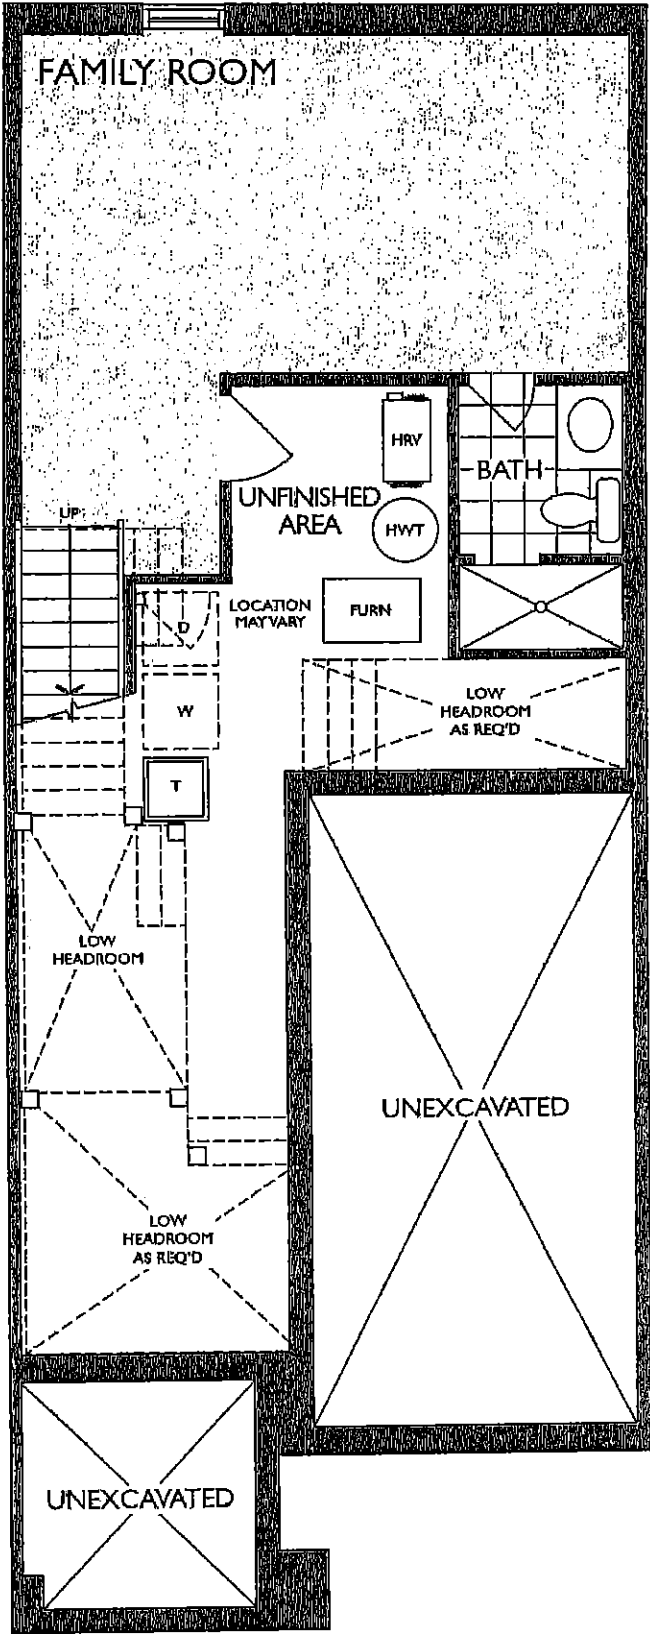 FAMILY ROOM
HRV
BATH
UNFINISHED
AREA
UP
HWT
LOCATION
MAY VARY
FURN
D
W
LOW
HEADROOM
AS REQ'D
T
LOW
HEADROOM
UNEXCAVATED
LOW
HEADROOM
AS REQ'D
UNEXCAVATED